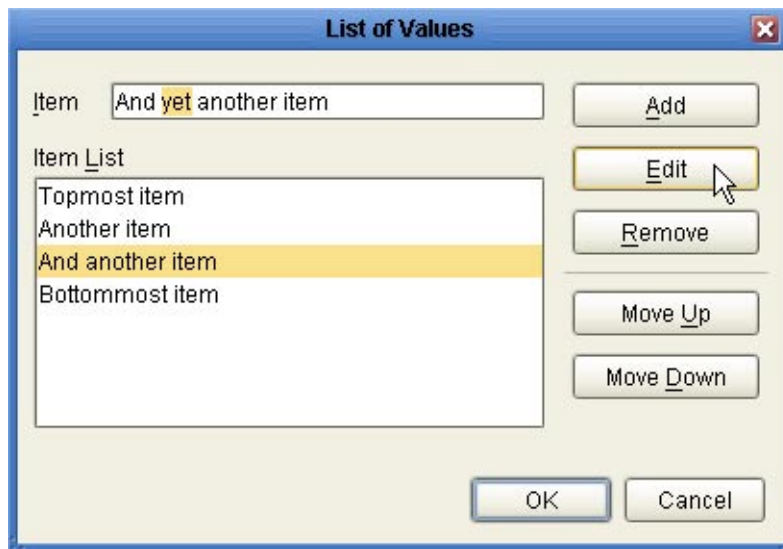 List of Values
Item And yet another item Add
Item List
Edit
Topmost item
Another item
Remove
And another item
Bottommost item
Move Up
Move Down
OK Cancel